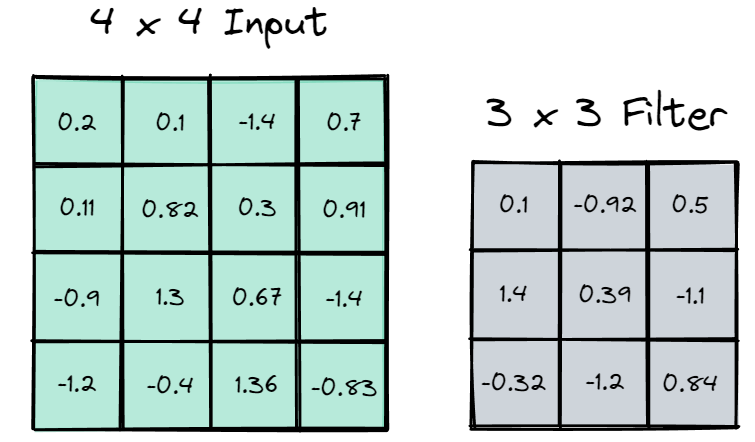 4 x 4 Input
0.2 0.1 -1.4 0.7
0.11 0.82 0.3 0.91
-0.9 1.3 0.67 -1.4
-1.2 -0.4 1.36 -0.83
3 x 3 Filter
0.1 -0.92 0.5
1.4 0.39 -1.1
-0.32 -1.2 0.84